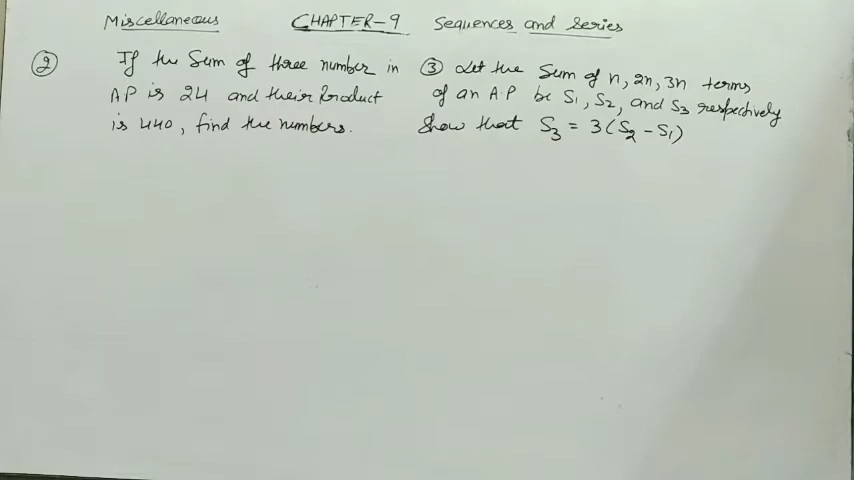 Miscellaneous CHAPTER-9 Sequences and series
② If the Sum of three number in
AP is 24 and their Product
is 440, find the numbers.
③ Let the Sum of n, 2n, 3n terms
of an A.P be S₁, S₂, and S₃ respectively
Show that S₃ = 3(S₂ - S₁)